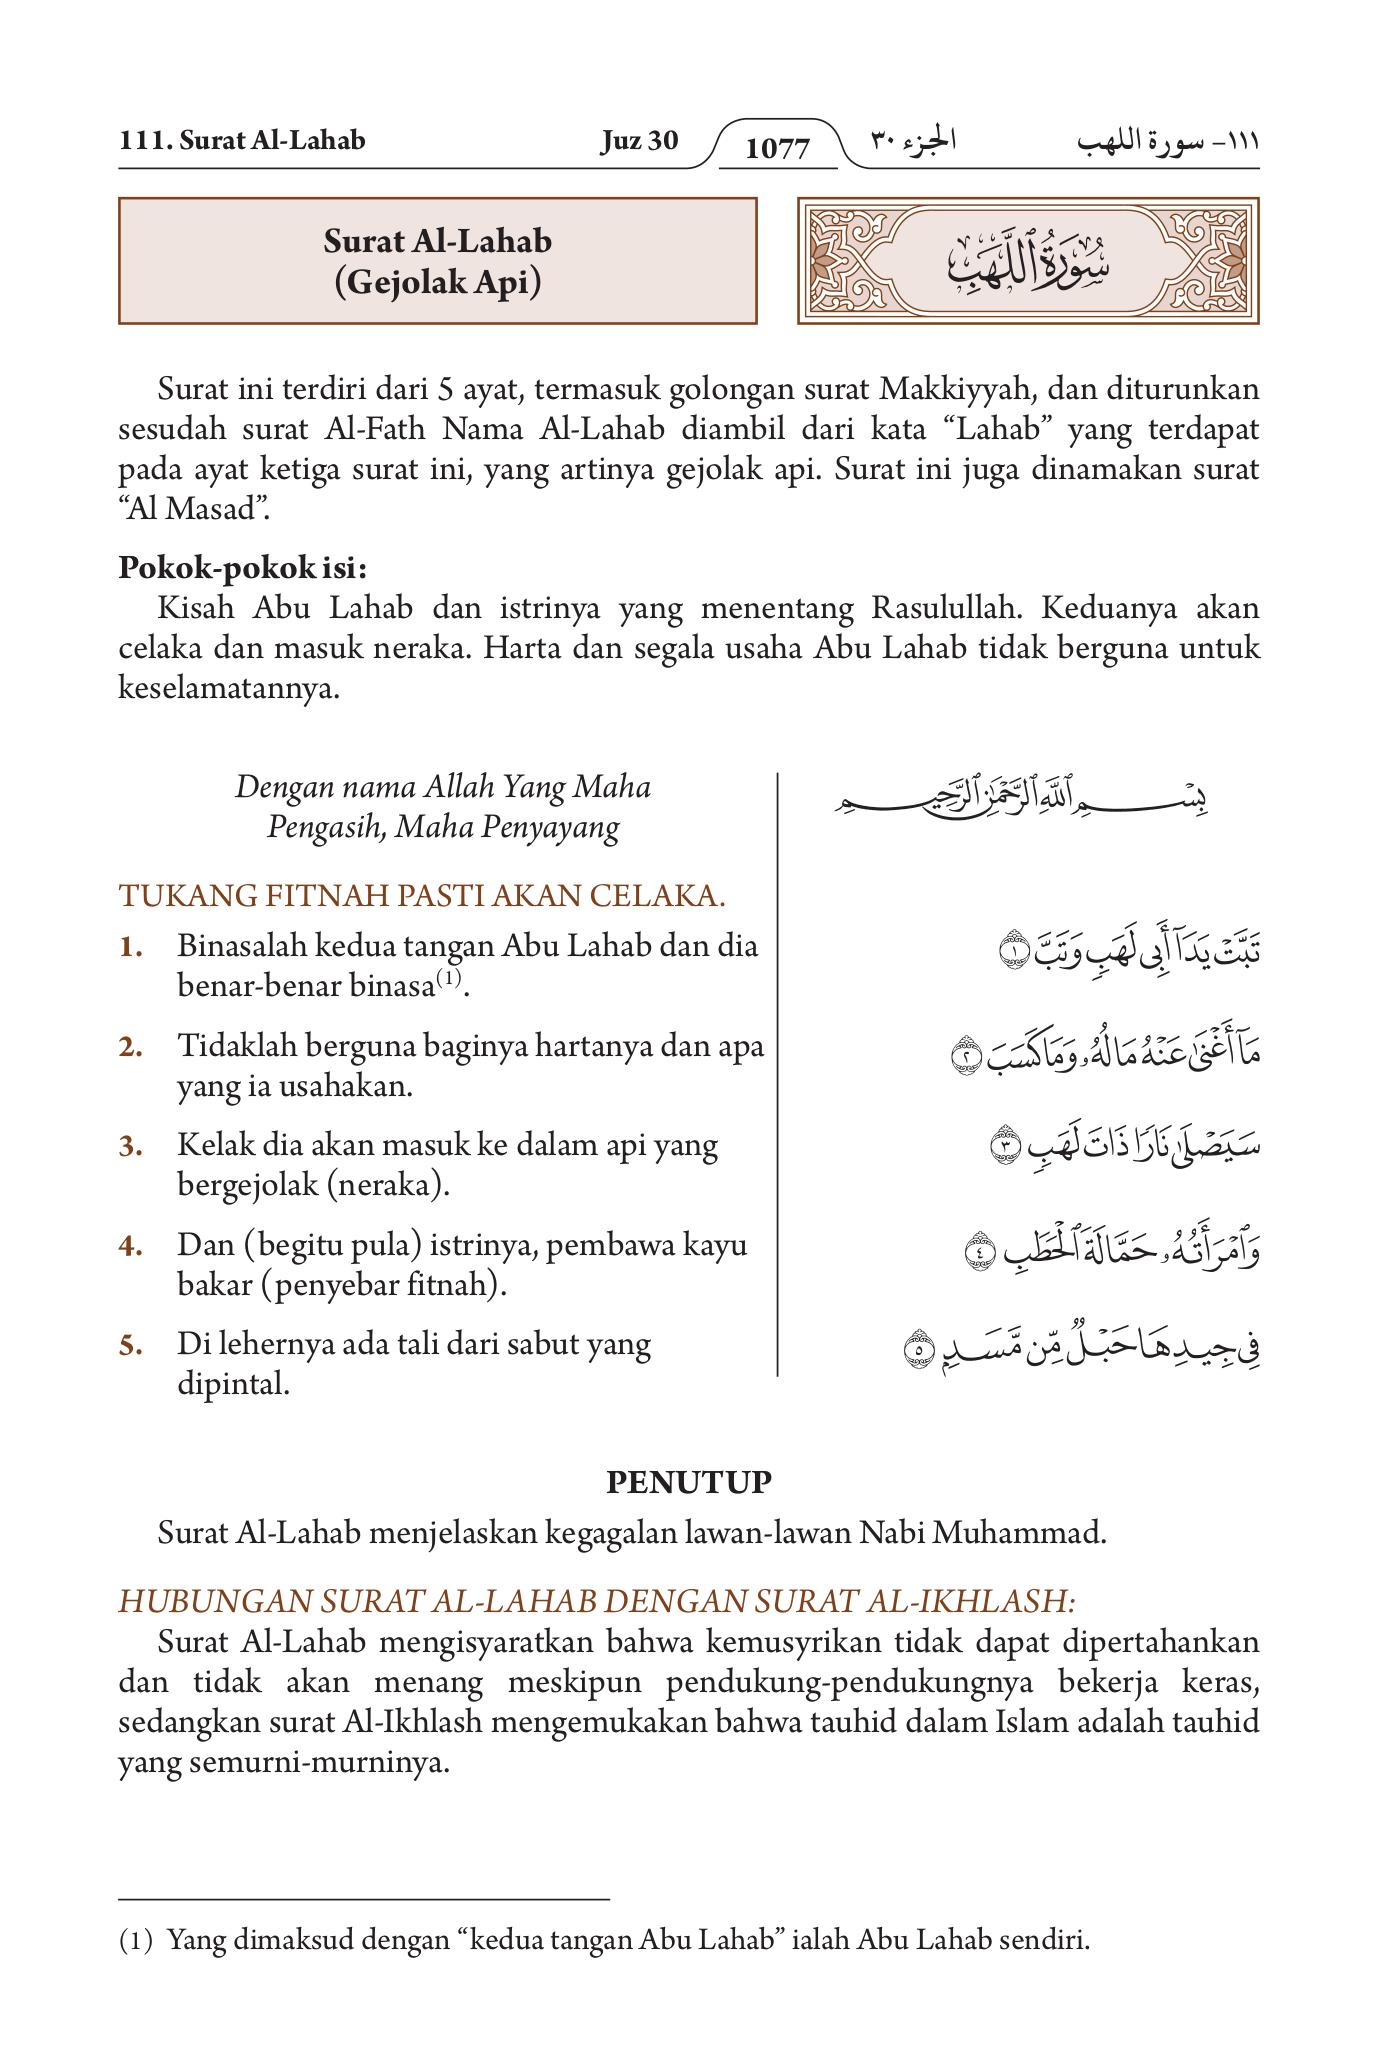 111. Surat Al-Lahab
Juz 30
1077
الجزء ٣٠
١١١– سورة اللهب
Surat Al-Lahab
(Gejolak Api)
سُورَةُ اللَّهَبِ
Surat ini terdiri dari 5 ayat, termasuk golongan surat Makkiyyah, dan diturunkan
sesudah surat Al-Fath Nama Al-Lahab diambil dari kata “Lahab” yang terdapat
pada ayat ketiga surat ini, yang artinya gejolak api. Surat ini juga dinamakan surat
“Al Masad”.
Pokok-pokok isi:
Kisah Abu Lahab dan istrinya yang menentang Rasulullah. Keduanya akan
celaka dan masuk neraka. Harta dan segala usaha Abu Lahab tidak berguna untuk
keselamatannya.
Dengan nama Allah Yang Maha
Pengasih, Maha Penyayang
بِسْمِ ٱللَّهِ ٱلرَّحْمَٰنِ ٱلرَّحِيمِ
TUKANG FITNAH PASTI AKAN CELAKA.
1. Binasalah kedua tangan Abu Lahab dan dia
benar-benar binasa(1).
تَبَّتْ يَدَآ أَبِى لَهَبٍ وَتَبَّ ١
2. Tidaklah berguna baginya hartanya dan apa
yang ia usahakan.
مَآ أَغْنَىٰ عَنْهُ مَالُهُۥ وَمَا كَسَبَ ٢
3. Kelak dia akan masuk ke dalam api yang
bergejolak (neraka).
سَيَصْلَىٰ نَارًا ذَاتَ لَهَبٍ ٣
4. Dan (begitu pula) istrinya, pembawa kayu
bakar (penyebar fitnah).
وَٱمْرَأَتُهُۥ حَمَّالَةَ ٱلْحَطَبِ ٤
5. Di lehernya ada tali dari sabut yang
dipintal.
فِى جِيدِهَا حَبْلٌ مِّن مَّسَدٍۭ ٥
PENUTUP
Surat Al-Lahab menjelaskan kegagalan lawan-lawan Nabi Muhammad.
HUBUNGAN SURAT AL-LAHAB DENGAN SURAT AL-IKHLASH:
Surat Al-Lahab mengisyaratkan bahwa kemusyrikan tidak dapat dipertahankan
dan tidak akan menang meskipun pendukung-pendukungnya bekerja keras,
sedangkan surat Al-Ikhlash mengemukakan bahwa tauhid dalam Islam adalah tauhid
yang semurni-murninya.
(1) Yang dimaksud dengan “kedua tangan Abu Lahab” ialah Abu Lahab sendiri.